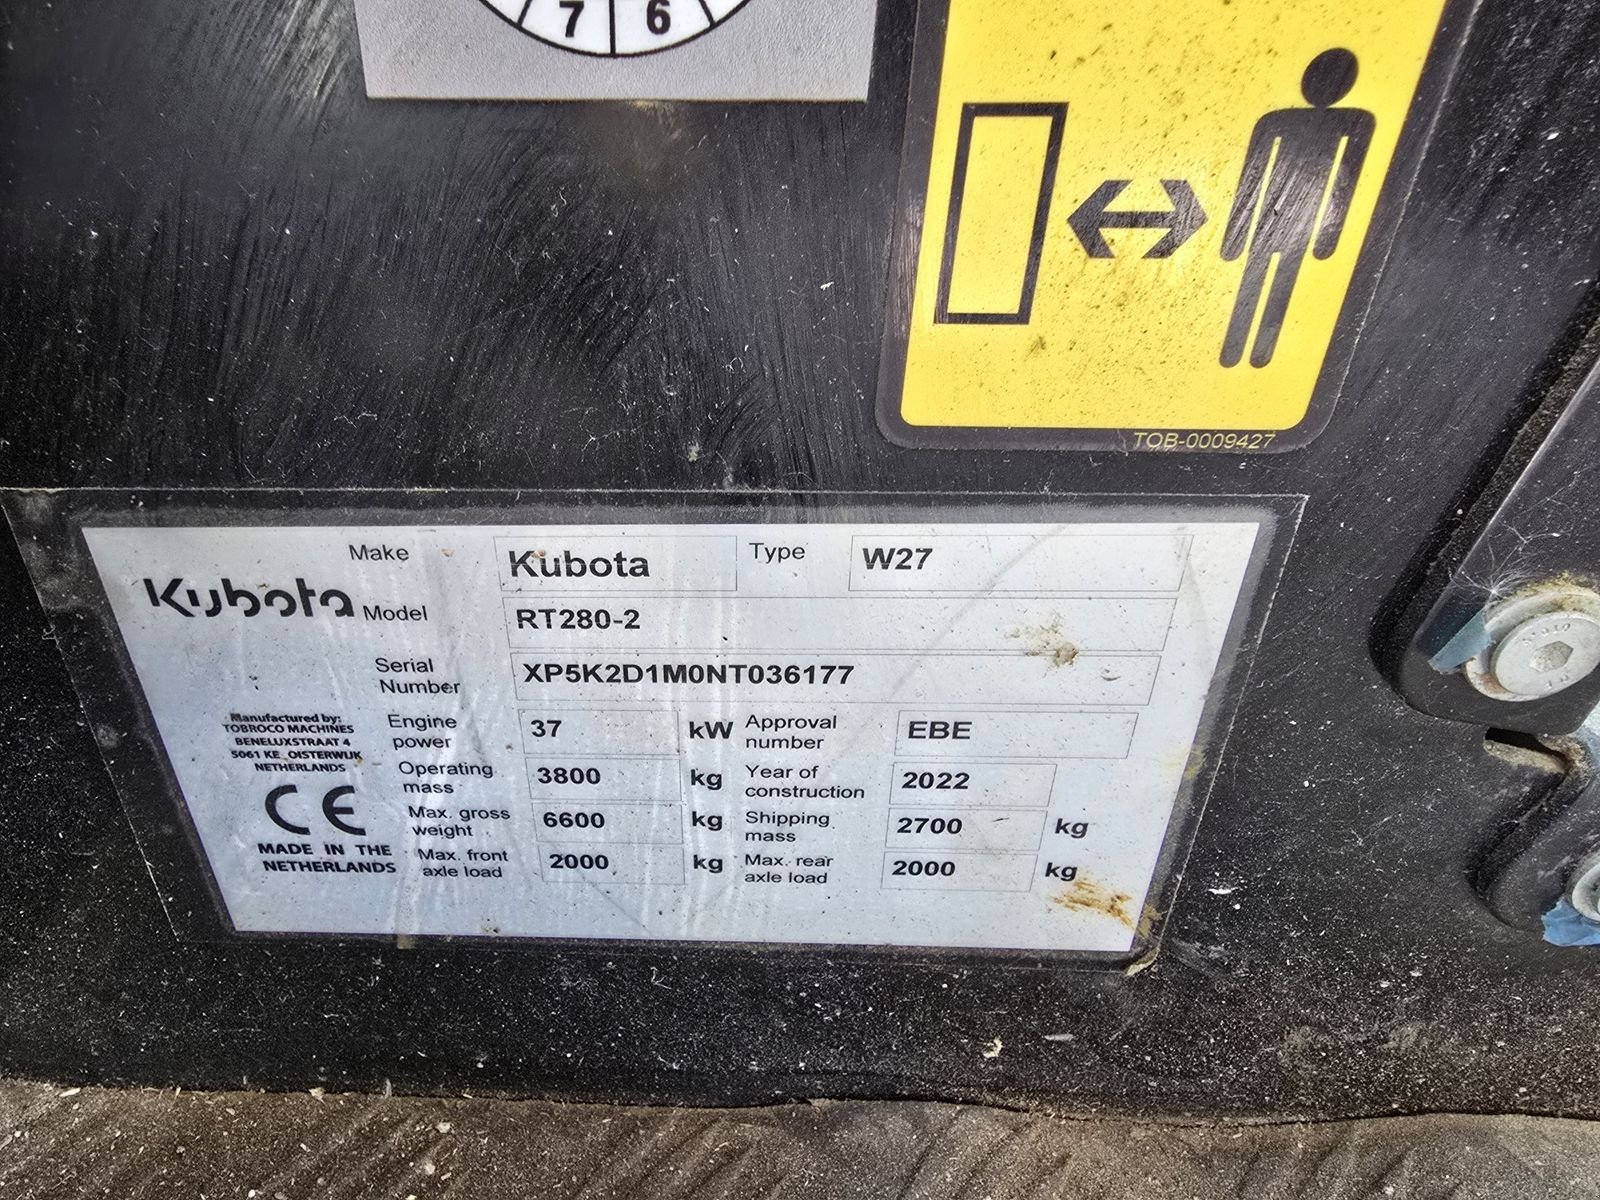 7 6
TOB-0009427
Make Kubota Type W27
Kubota
Model RT280-2
Serial Number XP5K2D1M0NT036177
Manufactured by:
TOBROCO MACHINES
BENELUXSTRAAT 4
5061 KE OISTERWIJK
NETHERLANDS
CE
MADE IN THE
NETHERLANDS
Engine power 37 kW Approval number EBE
Operating mass 3800 kg Year of construction 2022
Max. gross weight 6600 kg Shipping mass 2700 kg
Max. front axle load 2000 kg Max. rear axle load 2000 kg